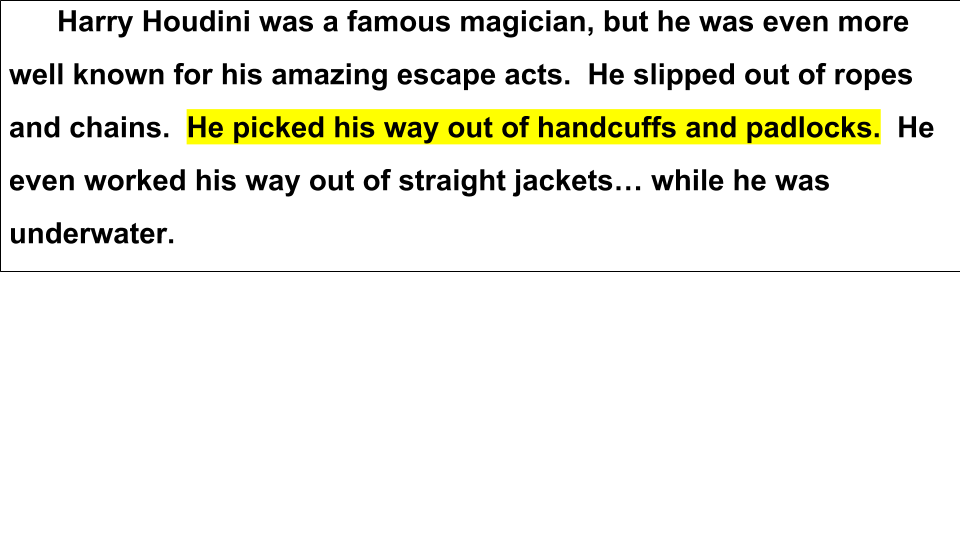 Harry Houdini was a famous magician, but he was even more
well known for his amazing escape acts.  He slipped out of ropes
and chains.  He picked his way out of handcuffs and padlocks.  He
even worked his way out of straight jackets… while he was
underwater.